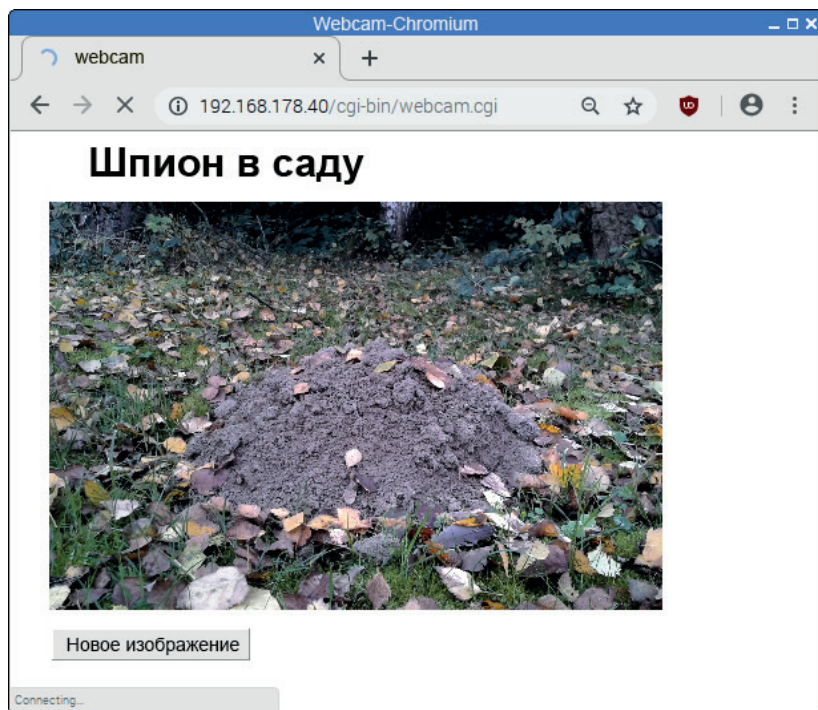 Webcam-Chromium
webcam
192.168.178.40/cgi-bin/webcam.cgi
Шпион в саду
Новое изображение
Connecting...